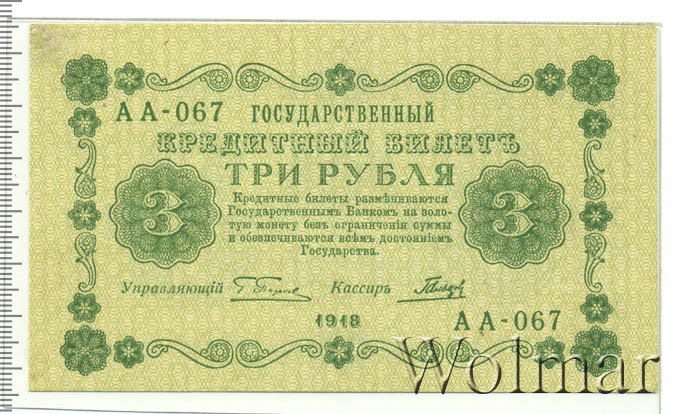 АА-067 ГОСУДАРСТВЕННЫЙ
КРЕДИТНЫЙ БИЛЕТЪ
ТРИ РУБЛЯ
3 3
Кредитные билеты размѣниваются
Государственнымъ Банкомъ на золо-
тую монету безъ ограниченія суммы
и обезпечиваются всѣмъ достояніемъ
Государства.
Управляющій Кассиръ
1918 АА-067
Wolmar